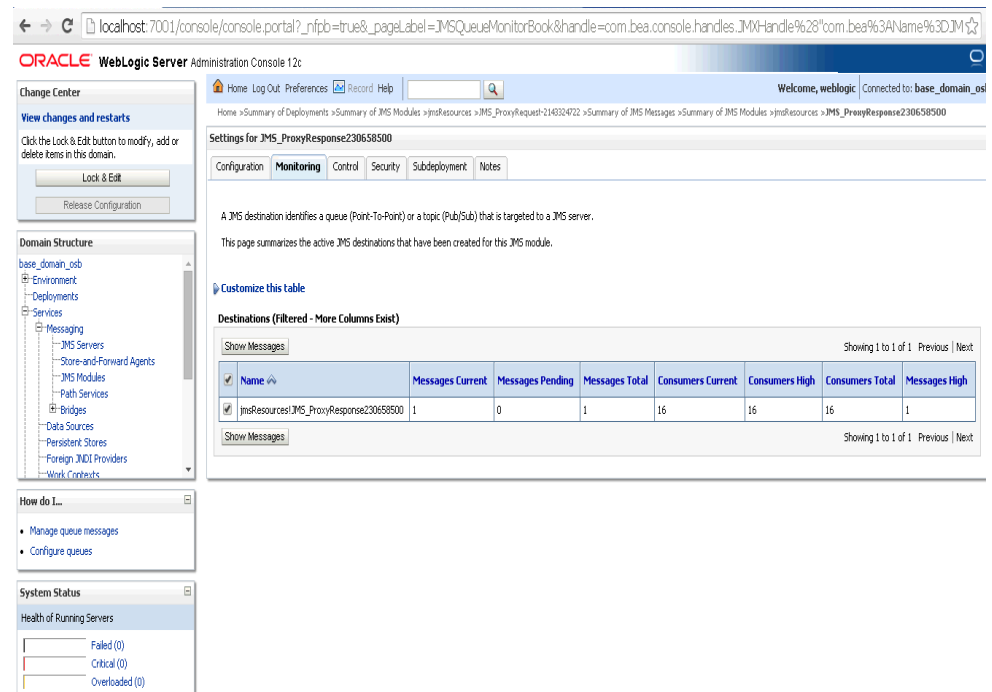 localhost:7001/console/console.portal?_nfpb=true&_pageLabel=JMSQueueMonitorBook&handle=com.bea.console.handles.JMXHandle%28"com.bea%3AName%3DJM
ORACLE WebLogic Server Administration Console 12c
Change Center
View changes and restarts
Click the Lock & Edit button to modify, add or
delete items in this domain.
Lock & Edit
Release Configuration
Domain Structure
base_domain_osb
Environment
Deployments
Services
Messaging
JMS Servers
Store-and-Forward Agents
JMS Modules
Path Services
Bridges
Data Sources
Persistent Stores
Foreign JNDI Providers
Work Contexts
How do I...
Manage queue messages
Configure queues
System Status
Health of Running Servers
Failed (0)
Critical (0)
Overloaded (0)
Home Log Out Preferences Record Help
Welcome, weblogic Connected to: base_domain_osb
Home >Summary of Deployments >Summary of JMS Modules >jmsResources >JMS_ProxyRequest-2143324722 >Summary of JMS Messages >Summary of JMS Modules >jmsResources >JMS_ProxyResponse230658500
Settings for JMS_ProxyResponse230658500
Configuration Monitoring Control Security Subdeployment Notes
A JMS destination identifies a queue (Point-To-Point) or a topic (Pub/Sub) that is targeted to a JMS server.
This page summarizes the active JMS destinations that have been created for this JMS module.
Customize this table
Destinations (Filtered - More Columns Exist)
Show Messages Showing 1 to 1 of 1 Previous | Next
Name Messages Current Messages Pending Messages Total Consumers Current Consumers High Consumers Total Messages High
jmsResources!JMS_ProxyResponse230658500 1 0 1 16 16 16 1
Show Messages Showing 1 to 1 of 1 Previous | Next